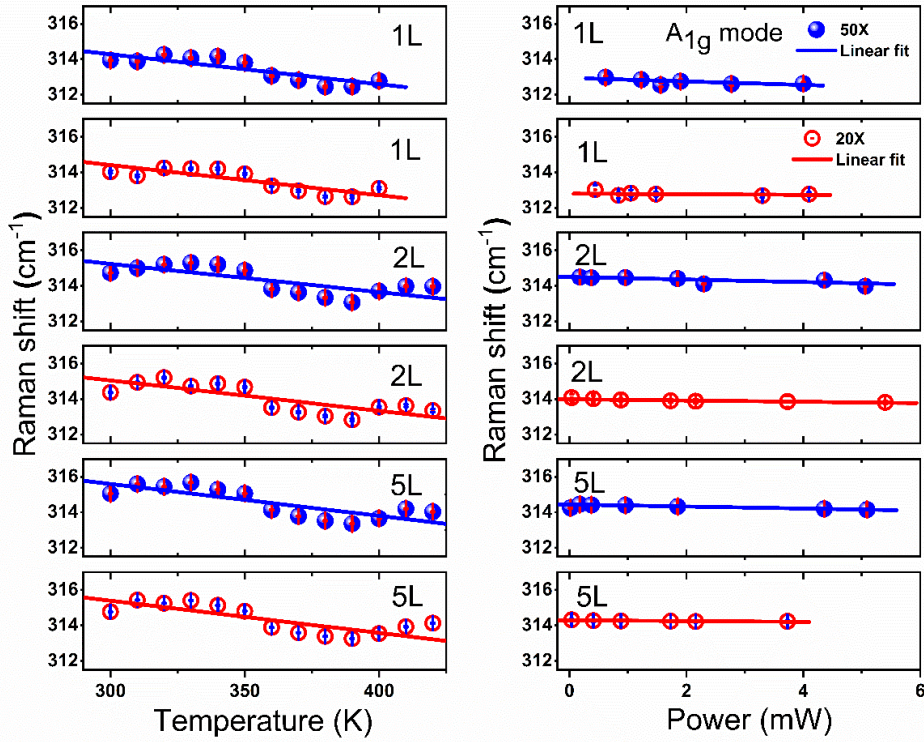 Raman shift (cm⁻¹)
316
314
312
1L
316
314
312
1L
316
314
312
2L
316
314
312
2L
316
314
312
5L
316
314
312
5L
300
350
400
Temperature (K)
Raman shift (cm⁻¹)
316
314
312
1L
A1g mode
50X
Linear fit
316
314
312
1L
20X
Linear fit
316
314
312
2L
316
314
312
2L
316
314
312
5L
316
314
312
5L
0
2
4
6
Power (mW)